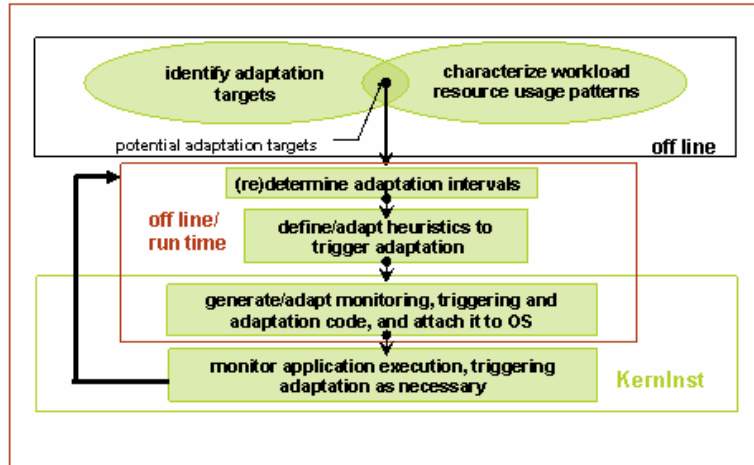 identify adaptation
targets
characterize workload
resource usage patterns
potential adaptation targets
off line
(re)determine adaptation intervals
off line/
run time
define/adapt heuristics to
trigger adaptation
generate/adapt monitoring, triggering and
adaptation code, and attach it to OS
monitor application execution, triggering
adaptation as necessary
KernInst